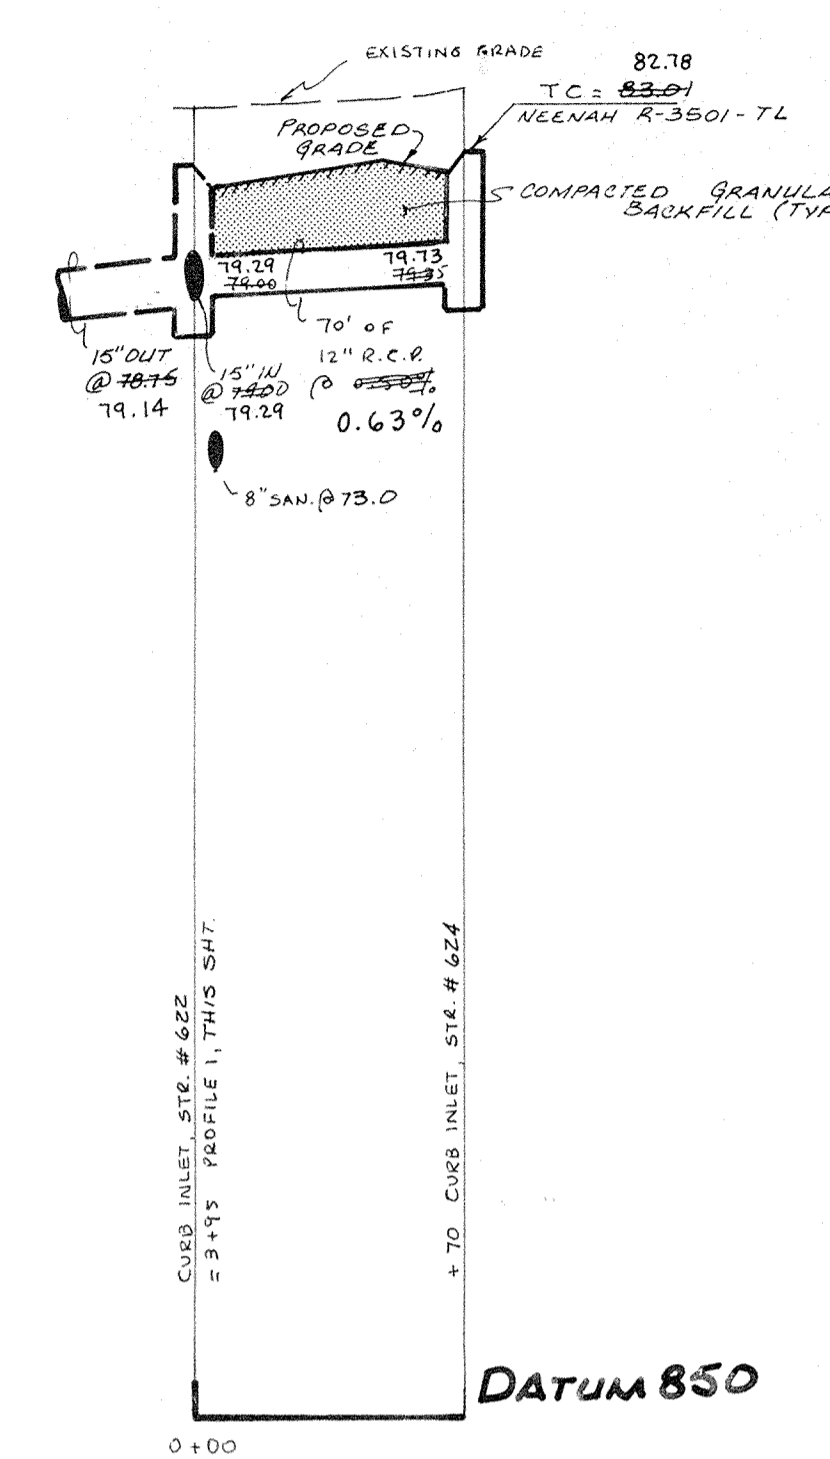 EXISTING GRADE
82.78
TC = 83.01
NEENAH R-3501-TL
PROPOSED
GRADE
COMPACTED GRANULA
BACKFILL (TYP
79.29
79.00
79.73
79.35
70' OF
12" R.C.P.
@ 0.50%
0.63%
15" OUT
@ 78.75
79.14
15" IN
@ 79.00
79.29
8" SAN. @ 73.0
CURB INLET, STR. # 622
= 3+95 PROFILE 1, THIS SHT.
+70 CURB INLET, STR. # 624
DATUM 850
0+00